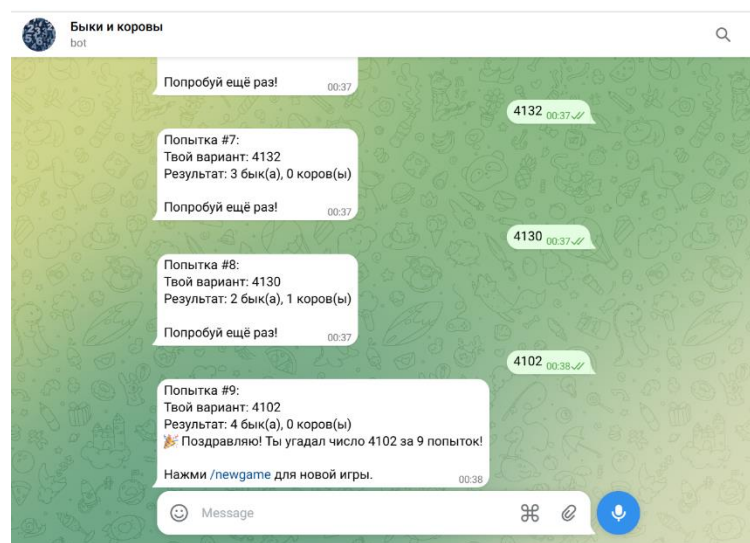 Быки и коровы
bot
Попробуй ещё раз!
00:37
4132 00:37
Попытка #7:
Твой вариант: 4132
Результат: 3 бык(а), 0 коров(ы)
Попробуй ещё раз!
00:37
4130 00:37
Попытка #8:
Твой вариант: 4130
Результат: 2 бык(а), 1 коров(ы)
Попробуй ещё раз!
00:37
4102 00:38
Попытка #9:
Твой вариант: 4102
Результат: 4 бык(а), 0 коров(ы)
🎉 Поздравляю! Ты угадал число 4102 за 9 попыток!
Нажми /newgame для новой игры.
00:38
Message